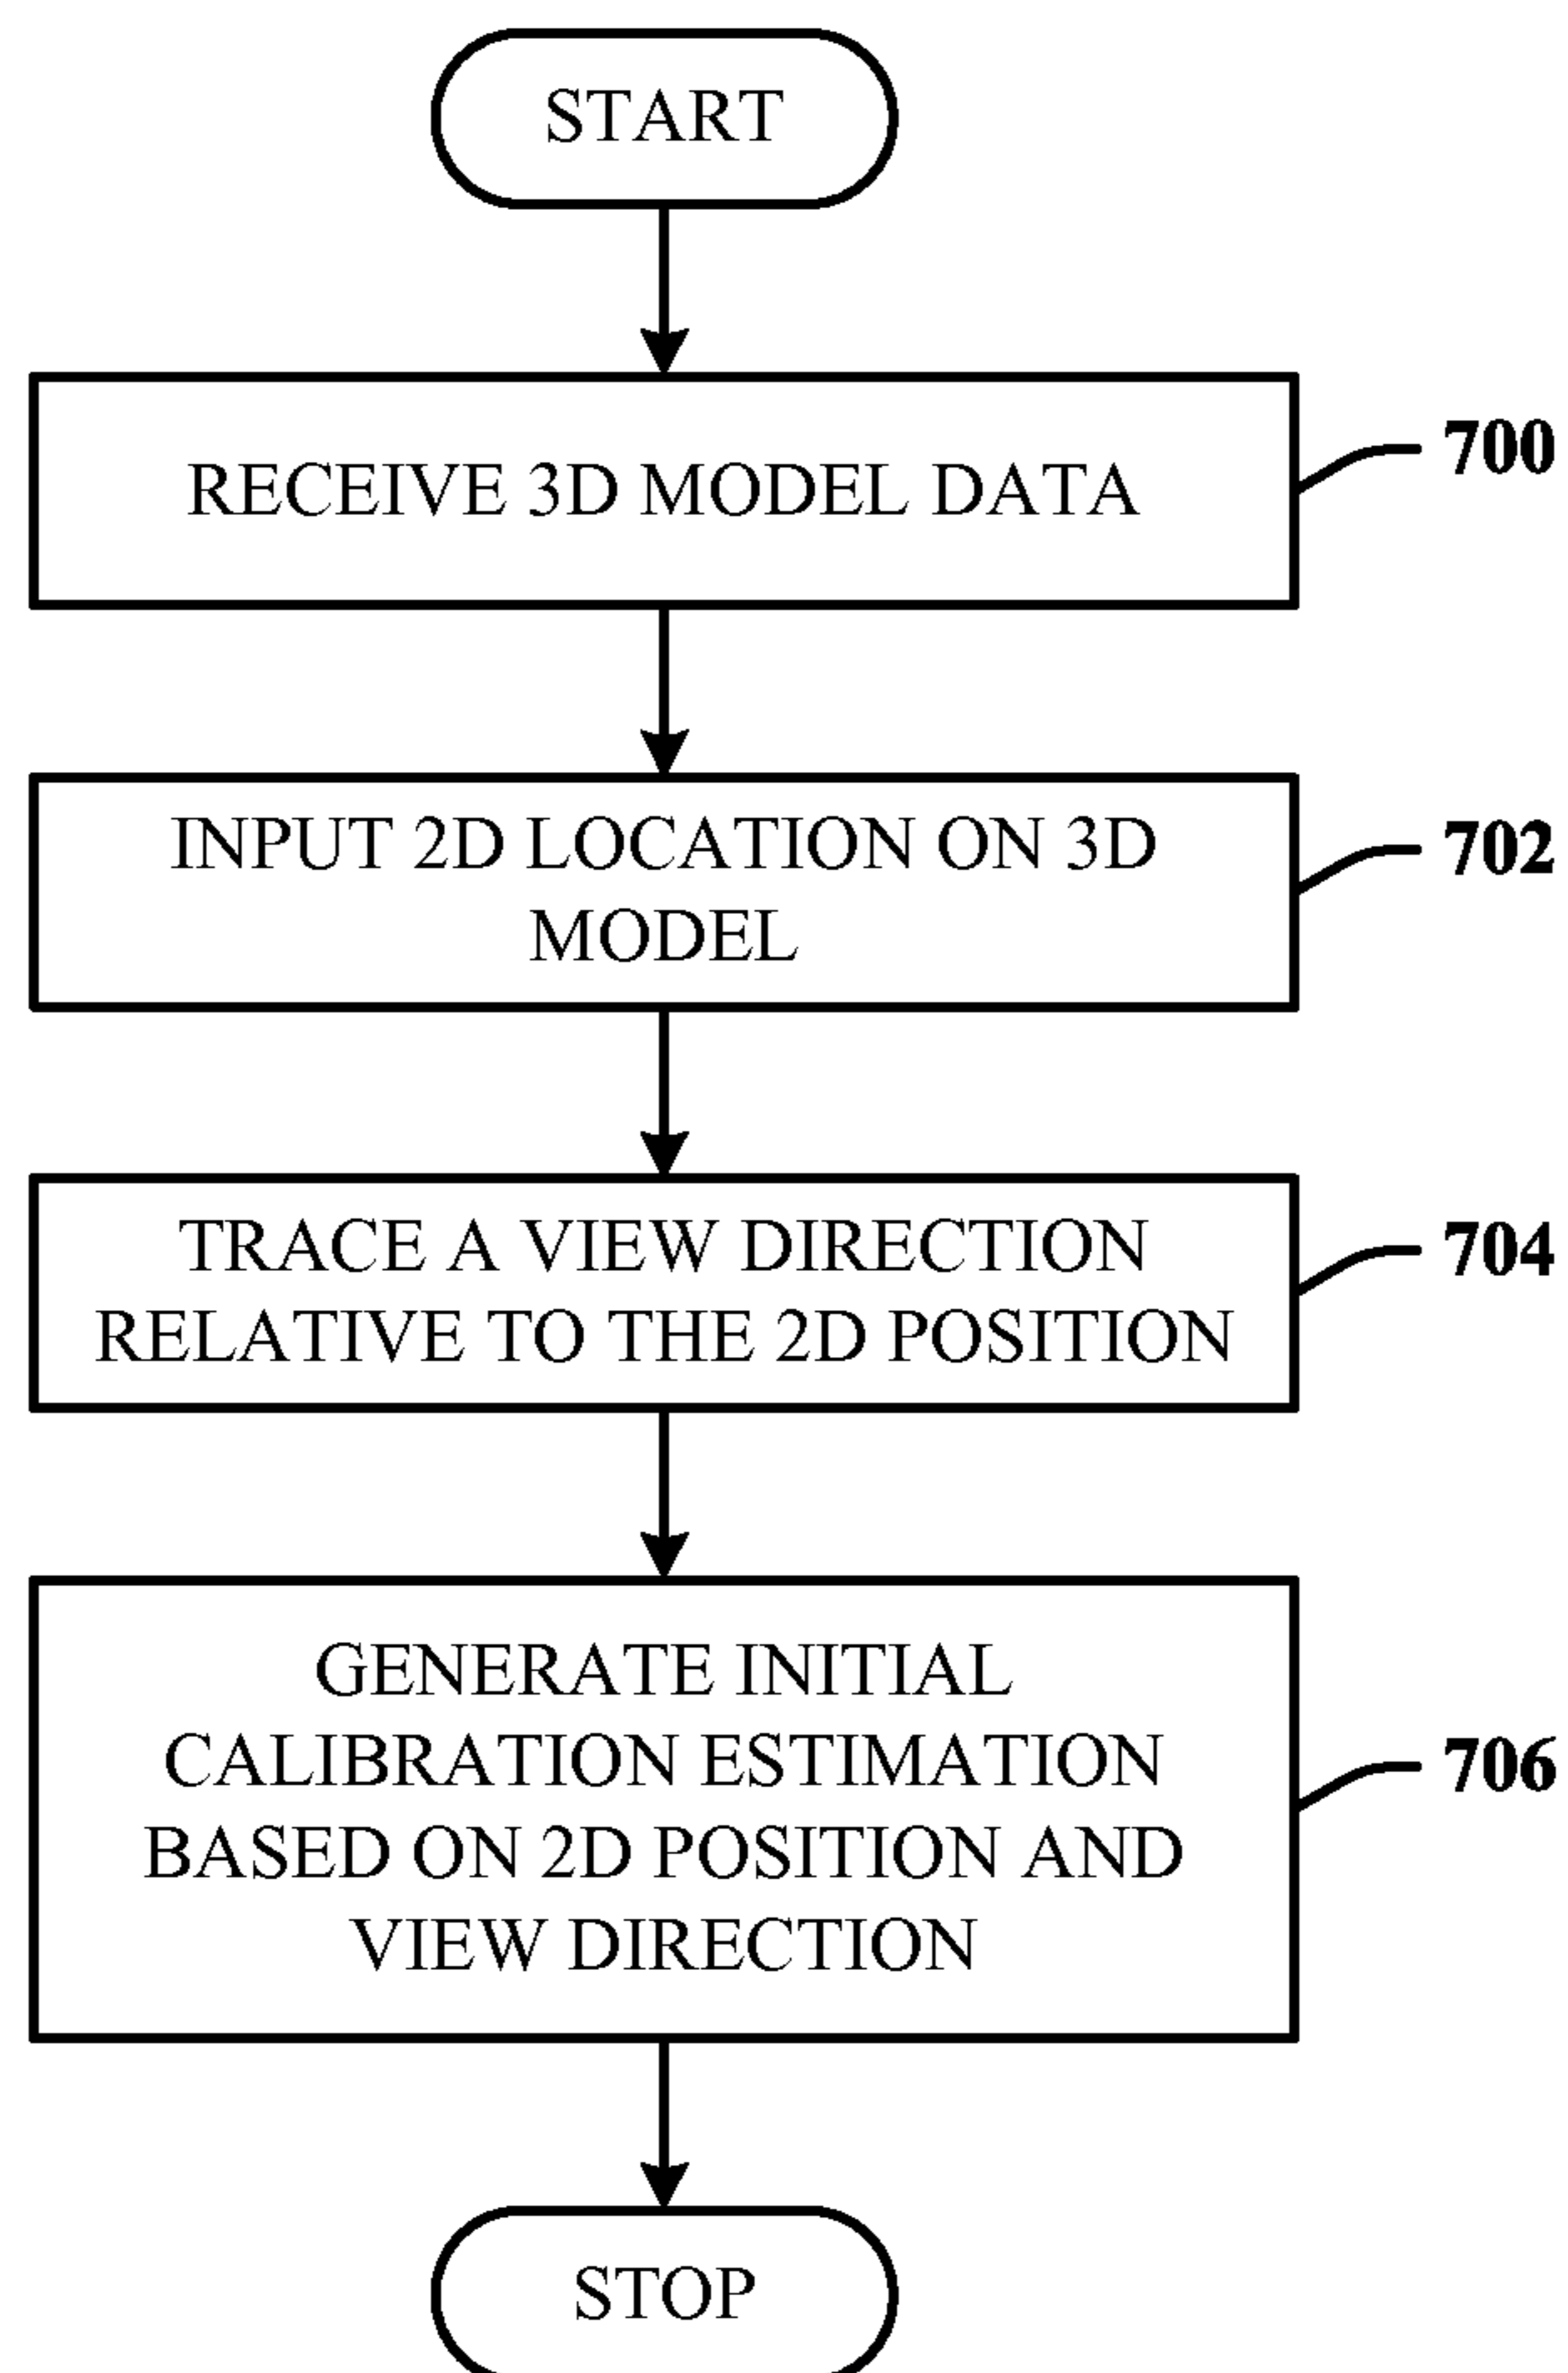 START
RECEIVE 3D MODEL DATA
700
INPUT 2D LOCATION ON 3D
MODEL
702
TRACE A VIEW DIRECTION
RELATIVE TO THE 2D POSITION
704
GENERATE INITIAL
CALIBRATION ESTIMATION
BASED ON 2D POSITION AND
VIEW DIRECTION
706
STOP